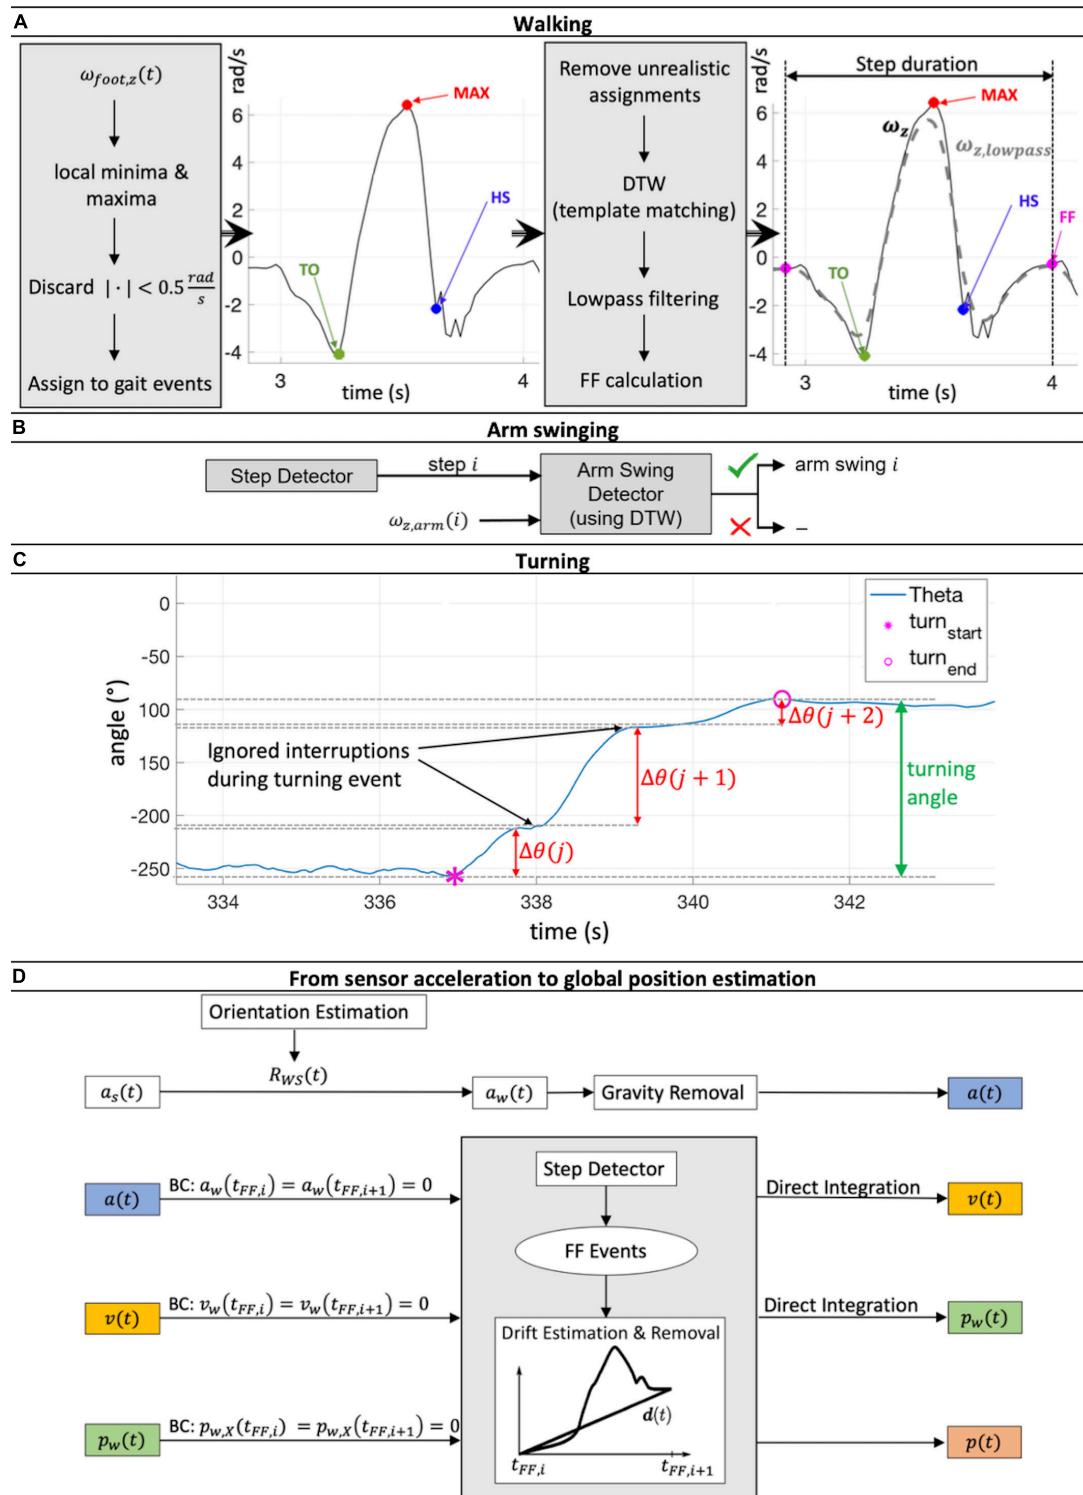 A
Walking
ω_foot,z(t)
local minima &
maxima
Discard |·| < 0.5 rad/s
Assign to gait events
rad/s
6
4
2
0
-2
-4
3
4
time (s)
MAX
HS
TO
Remove unrealistic
assignments
DTW
(template matching)
Lowpass filtering
FF calculation
rad/s
Step duration
6
4
2
0
-2
-4
3
4
time (s)
MAX
ω_z
ω_z,lowpass
HS
FF
TO
B
Arm swinging
Step Detector
step i
ω_z,arm(i)
Arm Swing
Detector
(using DTW)
arm swing i
–
C
Turning
angle (°)
0
-50
-90
100
150
-200
-250
334
336
338
340
342
time (s)
Theta
turn_start
turn_end
Ignored interruptions
during turning event
Δθ(j)
Δθ(j + 1)
Δθ(j + 2)
turning
angle
D
From sensor acceleration to global position estimation
Orientation Estimation
R_WS(t)
a_s(t)
a_w(t)
Gravity Removal
a(t)
a(t)
BC: a_w(t_FF,i) = a_w(t_FF,i+1) = 0
Step Detector
Direct Integration
v(t)
FF Events
v(t)
BC: v_w(t_FF,i) = v_w(t_FF,i+1) = 0
Direct Integration
p_w(t)
Drift Estimation & Removal
d(t)
t_FF,i
t_FF,i+1
p_w(t)
BC: p_w,X(t_FF,i) = p_w,X(t_FF,i+1) = 0
p(t)